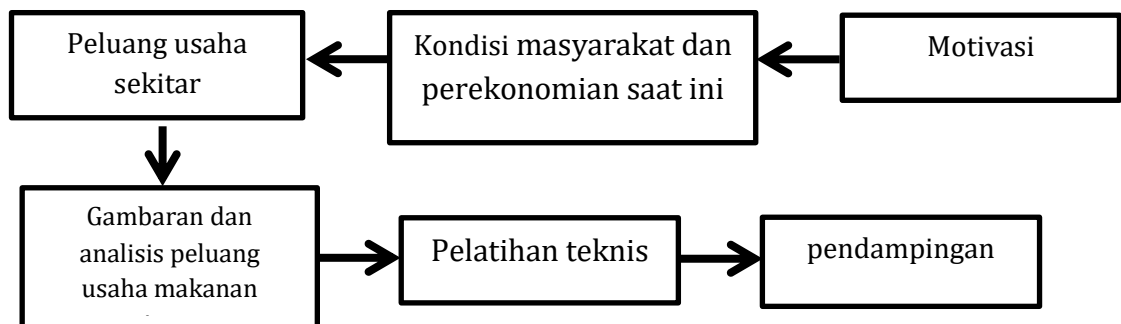 Peluang usaha
sekitar
Kondisi masyarakat dan
perekonomian saat ini
Motivasi
Gambaran dan
analisis peluang
usaha makanan
Pelatihan teknis
pendampingan